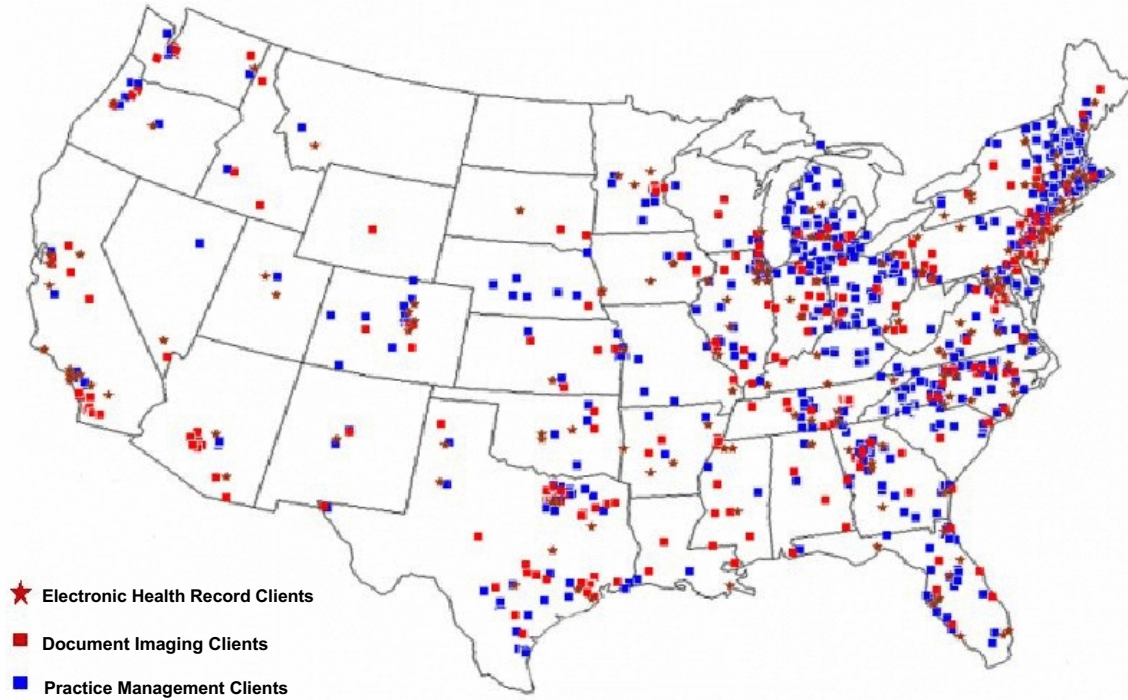 Electronic Health Record Clients
Document Imaging Clients
Practice Management Clients